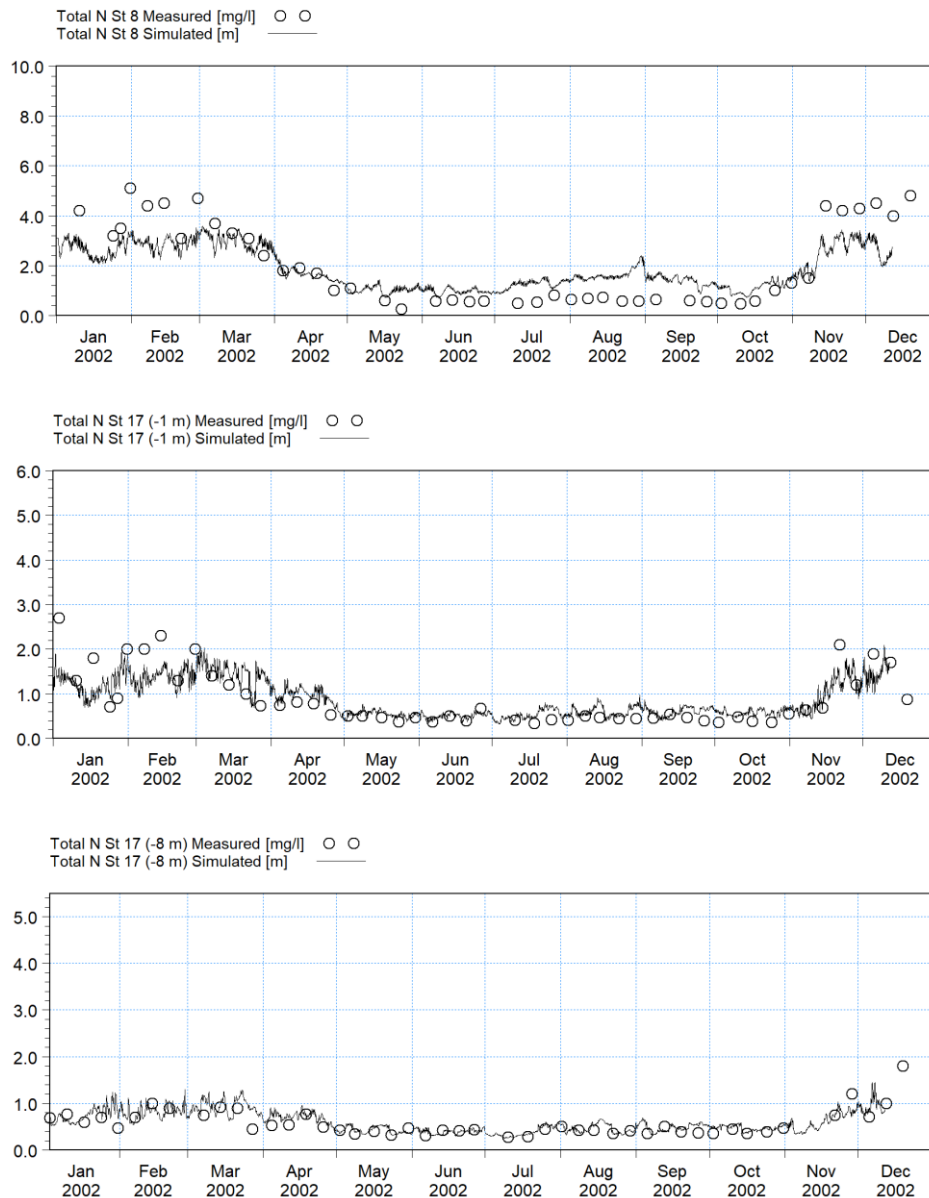 Total N St 8 Measured [mg/l]
Total N St 8 Simulated [m]
10.0
8.0
6.0
4.0
2.0
0.0
Jan Feb Mar Apr May Jun Jul Aug Sep Oct Nov Dec
2002 2002 2002 2002 2002 2002 2002 2002 2002 2002 2002 2002
Total N St 17 (-1 m) Measured [mg/l]
Total N St 17 (-1 m) Simulated [m]
6.0
5.0
4.0
3.0
2.0
1.0
0.0
Jan Feb Mar Apr May Jun Jul Aug Sep Oct Nov Dec
2002 2002 2002 2002 2002 2002 2002 2002 2002 2002 2002 2002
Total N St 17 (-8 m) Measured [mg/l]
Total N St 17 (-8 m) Simulated [m]
5.0
4.0
3.0
2.0
1.0
0.0
Jan Feb Mar Apr May Jun Jul Aug Sep Oct Nov Dec
2002 2002 2002 2002 2002 2002 2002 2002 2002 2002 2002 2002